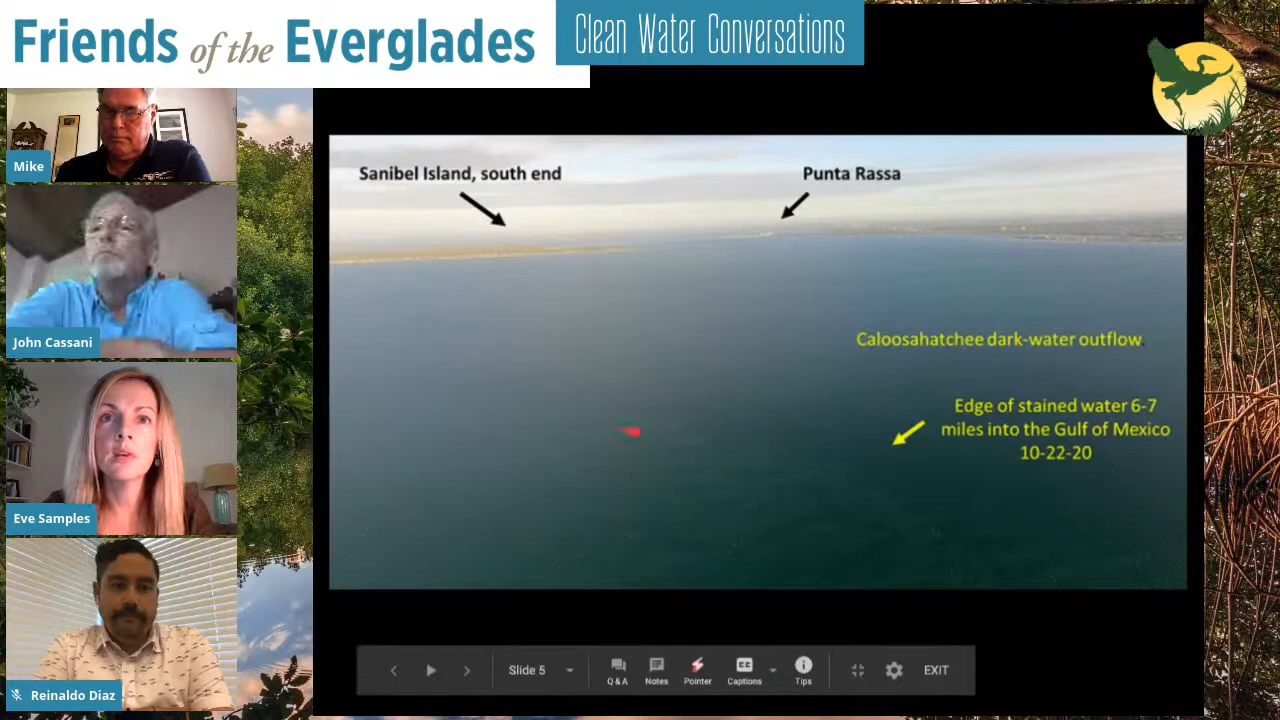 Friends of the Everglades
Clean Water Conversations
Mike
John Cassani
Eve Samples
Reinaldo Diaz
Sanibel Island, south end
Punta Rassa
Caloosahatchee dark-water outflow.
Edge of stained water 6-7
miles into the Gulf of Mexico
10-22-20
Slide 5
Q & A
Notes
Pointer
CC
Captions
Tips
EXIT